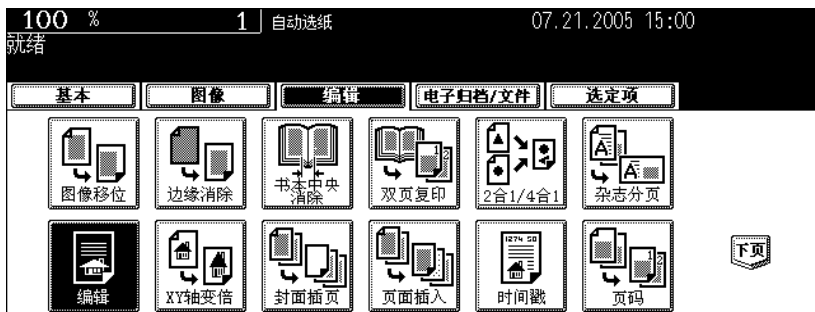 100 % 1 自动选纸 07.21.2005 15:00
就绪
基本 图像 编辑 电子归档/文件 选定项
图像移位 边缘消除 书本中央消除 双页复印 2合1/4合1 杂志分页
下页
编辑 XY轴变倍 封面插页 页面插入 时间戳 页码